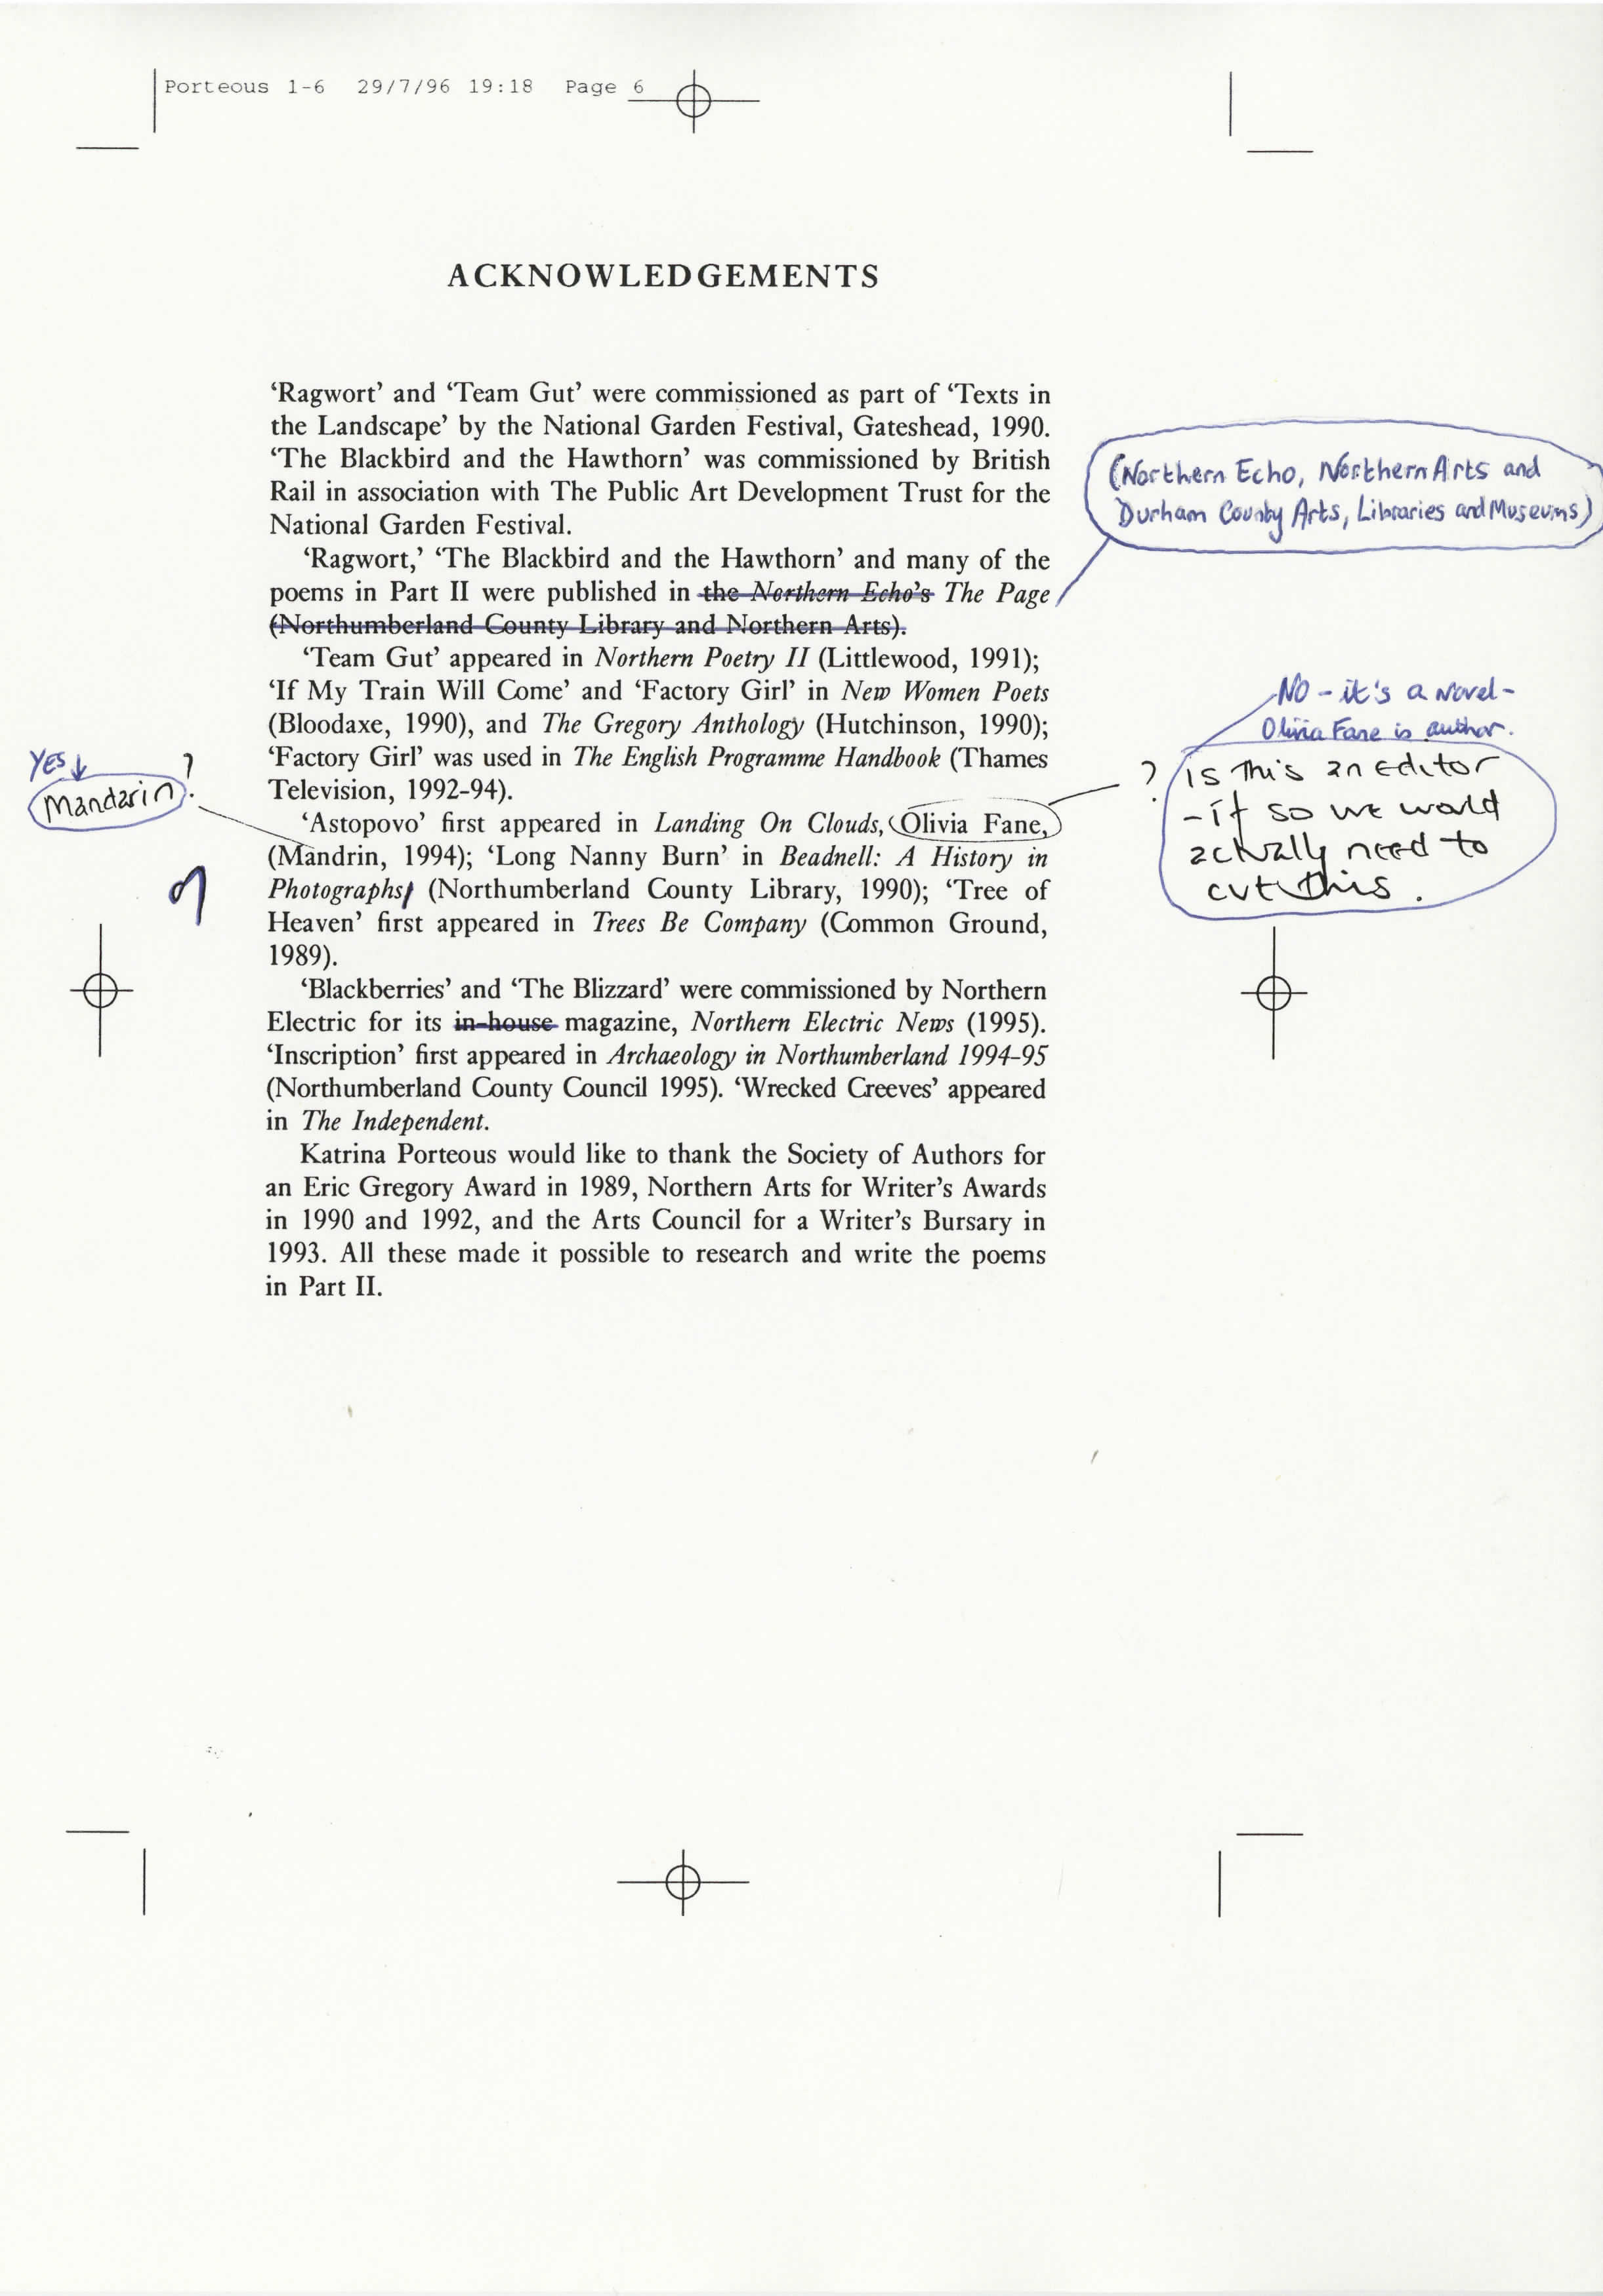 Porteous 1-6 29/7/96 19:18 Page 6
ACKNOWLEDGEMENTS
‘Ragwort’ and ‘Team Gut’ were commissioned as part of ‘Texts in
the Landscape’ by the National Garden Festival, Gateshead, 1990.
‘The Blackbird and the Hawthorn’ was commissioned by British
Rail in association with The Public Art Development Trust for the
National Garden Festival.
‘Ragwort,’ ‘The Blackbird and the Hawthorn’ and many of the
poems in Part II were published in the Northern Echo’s The Page
(Northumberland County Library and Northern Arts).
(Northern Echo, Northern Arts and
Durham County Arts, Libraries and Museums)
‘Team Gut’ appeared in Northern Poetry II (Littlewood, 1991);
‘If My Train Will Come’ and ‘Factory Girl’ in New Women Poets
(Bloodaxe, 1990), and The Gregory Anthology (Hutchinson, 1990);
‘Factory Girl’ was used in The English Programme Handbook (Thames
Television, 1992-94).
‘Astopovo’ first appeared in Landing On Clouds, Olivia Fane,
(Mandrin, 1994); ‘Long Nanny Burn’ in Beadnell: A History in
Photographs, (Northumberland County Library, 1990); ‘Tree of
Heaven’ first appeared in Trees Be Company (Common Ground,
1989).
YES
Mandarin?
NO - it's a novel -
Olivia Fane is author.
? Is this an editor
- if so we would
actually need to
cut this.
‘Blackberries’ and ‘The Blizzard’ were commissioned by Northern
Electric for its in-house magazine, Northern Electric News (1995).
‘Inscription’ first appeared in Archaeology in Northumberland 1994-95
(Northumberland County Council 1995). ‘Wrecked Creeves’ appeared
in The Independent.
Katrina Porteous would like to thank the Society of Authors for
an Eric Gregory Award in 1989, Northern Arts for Writer’s Awards
in 1990 and 1992, and the Arts Council for a Writer’s Bursary in
1993. All these made it possible to research and write the poems
in Part II.